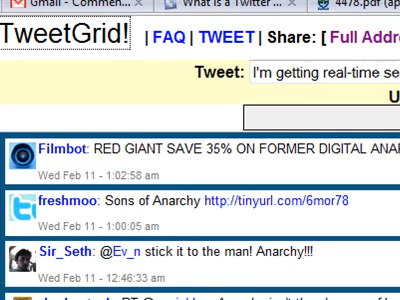 Gmail - Commen... What is a Twitter 4478.pdf (ap
TweetGrid! | FAQ | TWEET | Share: [ Full Addr
Tweet: I'm getting real-time se
U
Filmbot: RED GIANT SAVE 35% ON FORMER DIGITAL ANA
Wed Feb 11 - 1:02:58 am
freshmoo: Sons of Anarchy http://tinyurl.com/6mor78
Wed Feb 11 - 1:00:05 am
Sir_Seth: @Ev_n stick it to the man! Anarchy!!!
Wed Feb 11 - 12:46:33 am